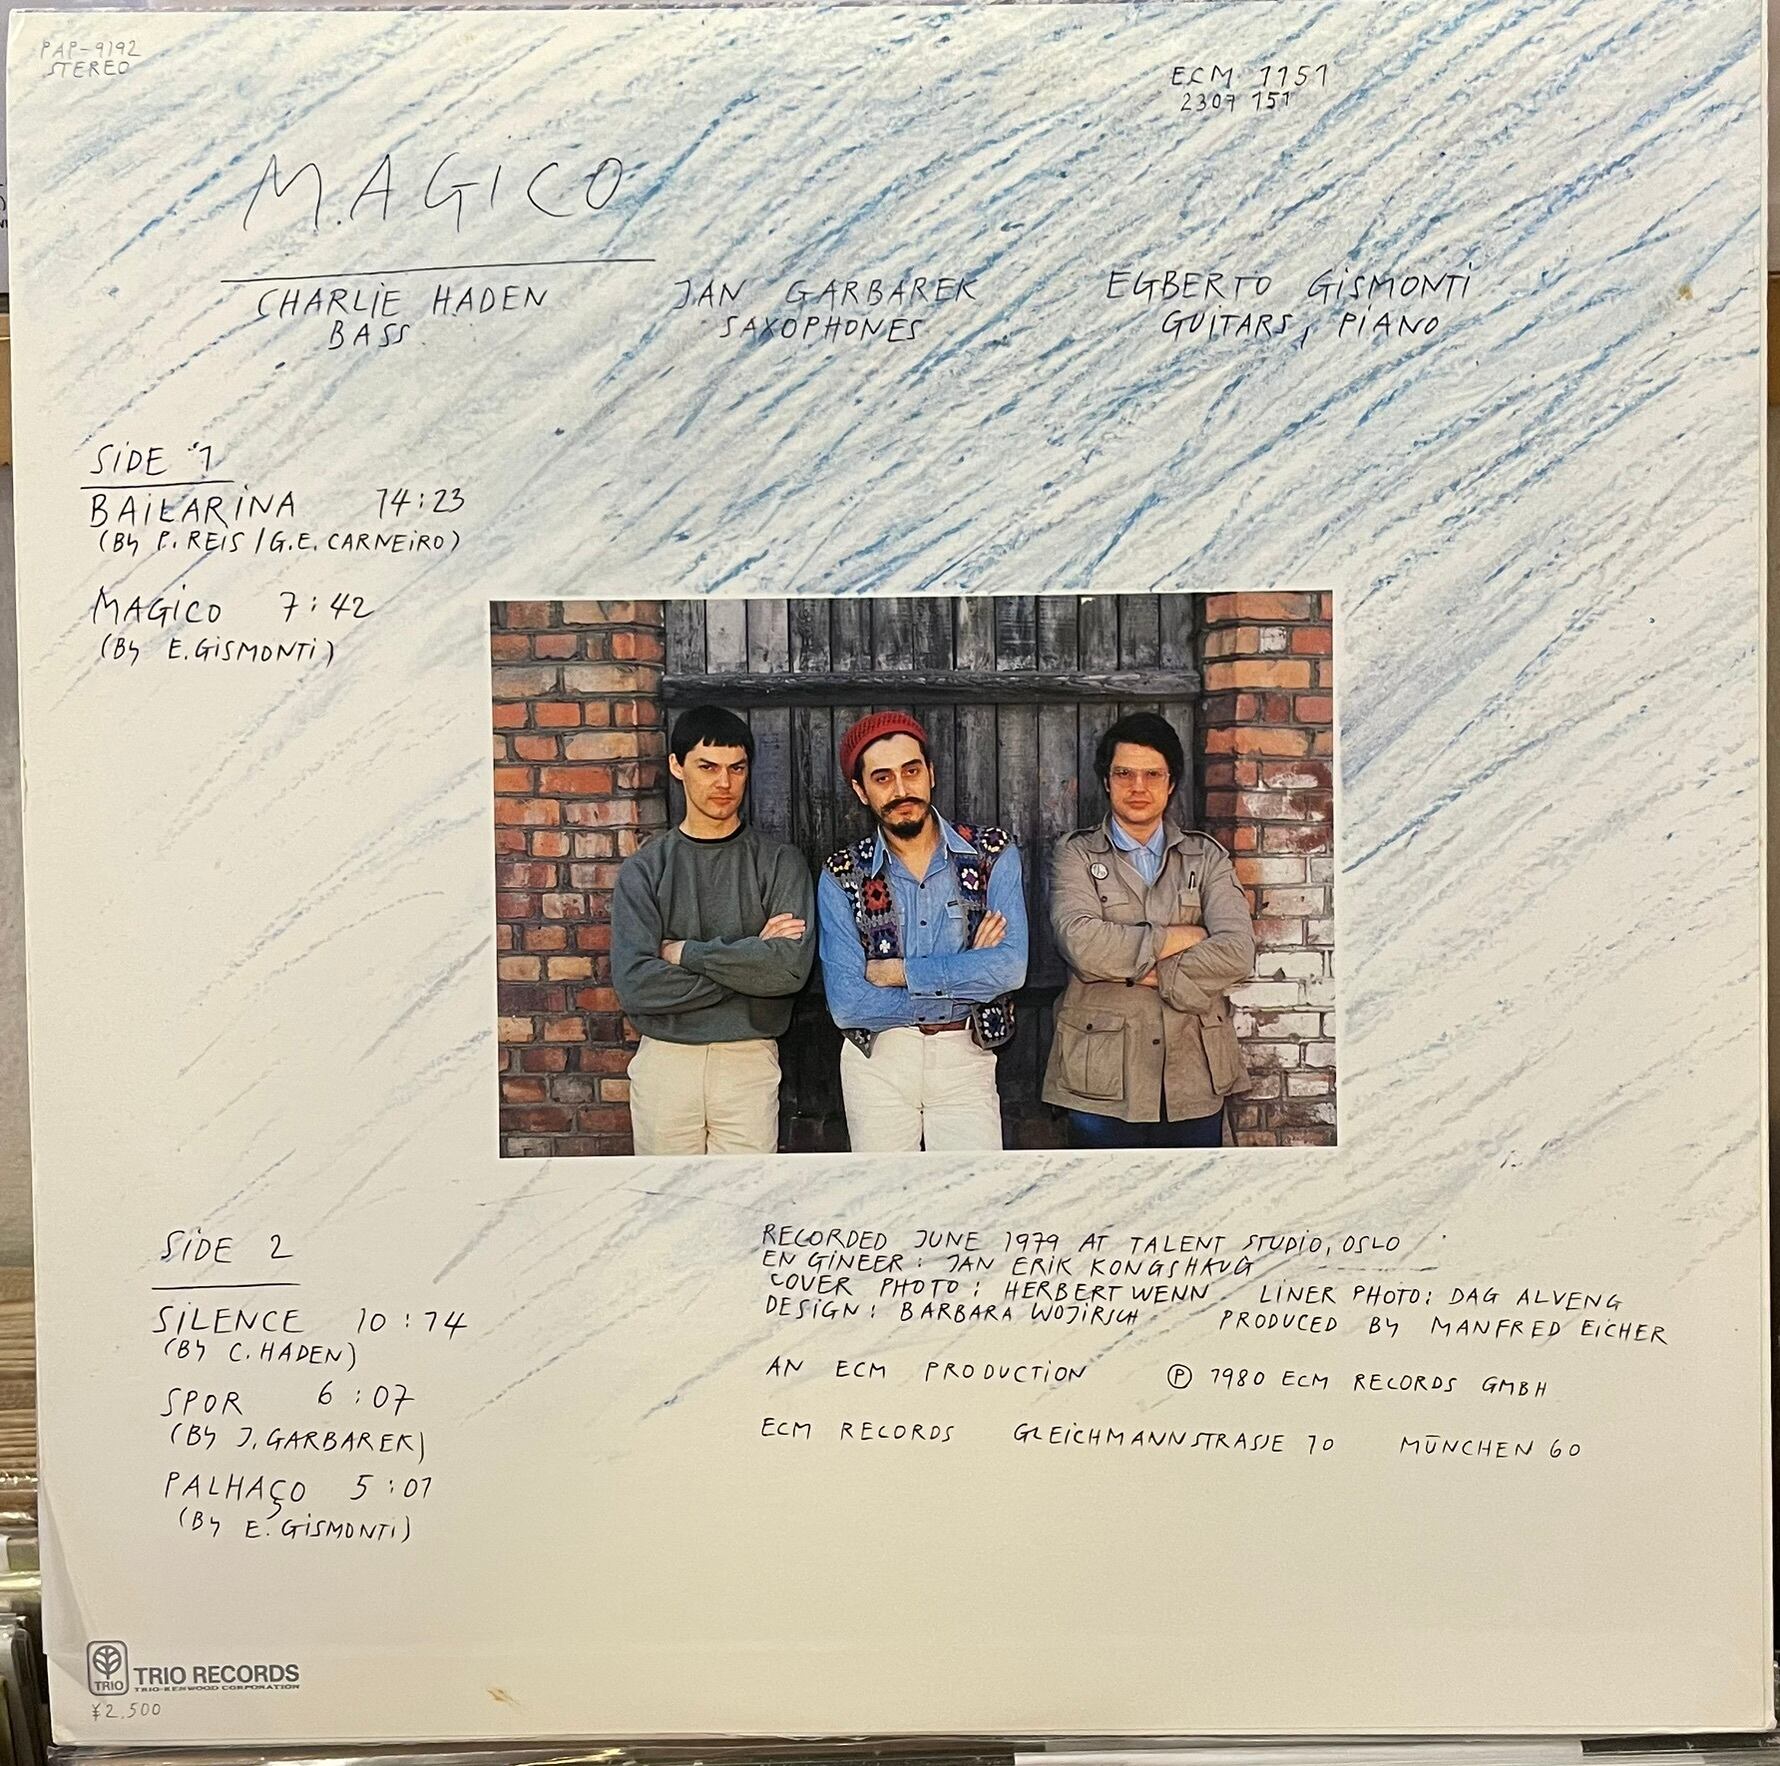 PAP-9192
STEREO
ECM 1151
2307 151
MAGICO
CHARLIE HADEN
BASS
JAN GARBAREK
SAXOPHONES
EGBERTO GISMONTI
GUITARS, PIANO
SIDE 1
BAILARINA 14:23
(BY P. REIS / G.E. CARNEIRO)
MAGICO 7:42
(BY E. GISMONTI)
SIDE 2
SILENCE 10:14
(BY C. HADEN)
SPOR 6:07
(BY J. GARBAREK)
PALHAÇO 5:01
(BY E. GISMONTI)
RECORDED JUNE 1979 AT TALENT STUDIO, OSLO
ENGINEER: JAN ERIK KONGSHAUG
COVER PHOTO: HERBERT WENN LINER PHOTO: DAG ALVENG
DESIGN: BARBARA WOJIRSCH PRODUCED BY MANFRED EICHER
AN ECM PRODUCTION Ⓟ 1980 ECM RECORDS GMBH
ECM RECORDS GLEICHMANNSTRASSE 10 MÜNCHEN 60
TRIO
TRIO RECORDS
TRIO-KENWOOD CORPORATION
¥2,500